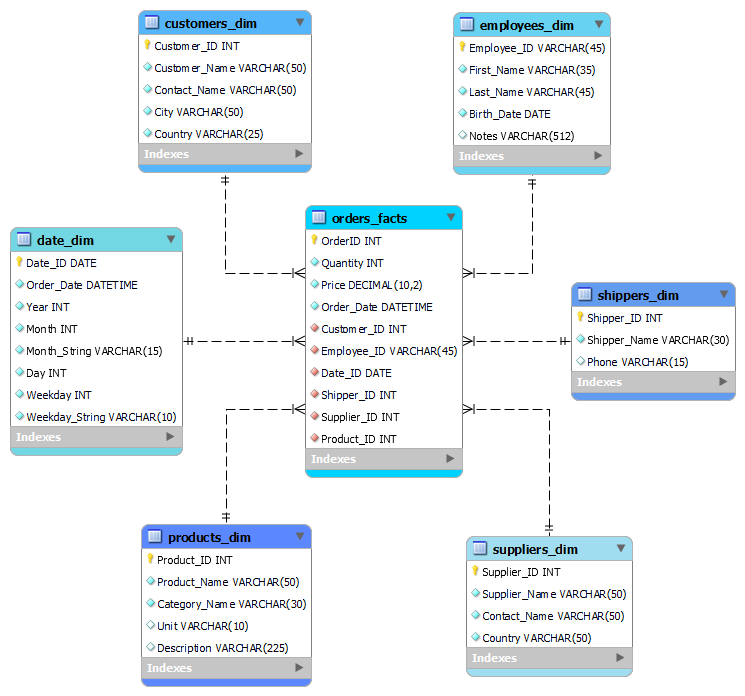 customers_dim
Customer_ID INT
Customer_Name VARCHAR(50)
Contact_Name VARCHAR(50)
City VARCHAR(50)
Country VARCHAR(25)
Indexes
employees_dim
Employee_ID VARCHAR(45)
First_Name VARCHAR(35)
Last_Name VARCHAR(45)
Birth_Date DATE
Notes VARCHAR(512)
Indexes
date_dim
Date_ID DATE
Order_Date DATETIME
Year INT
Month INT
Month_String VARCHAR(15)
Day INT
Weekday INT
Weekday_String VARCHAR(10)
Indexes
orders_facts
OrderID INT
Quantity INT
Price DECIMAL(10,2)
Order_Date DATETIME
Customer_ID INT
Employee_ID VARCHAR(45)
Date_ID DATE
Shipper_ID INT
Supplier_ID INT
Product_ID INT
Indexes
shippers_dim
Shipper_ID INT
Shipper_Name VARCHAR(30)
Phone VARCHAR(15)
Indexes
products_dim
Product_ID INT
Product_Name VARCHAR(50)
Category_Name VARCHAR(30)
Unit VARCHAR(10)
Description VARCHAR(225)
Indexes
suppliers_dim
Supplier_ID INT
Supplier_Name VARCHAR(50)
Contact_Name VARCHAR(50)
Country VARCHAR(50)
Indexes